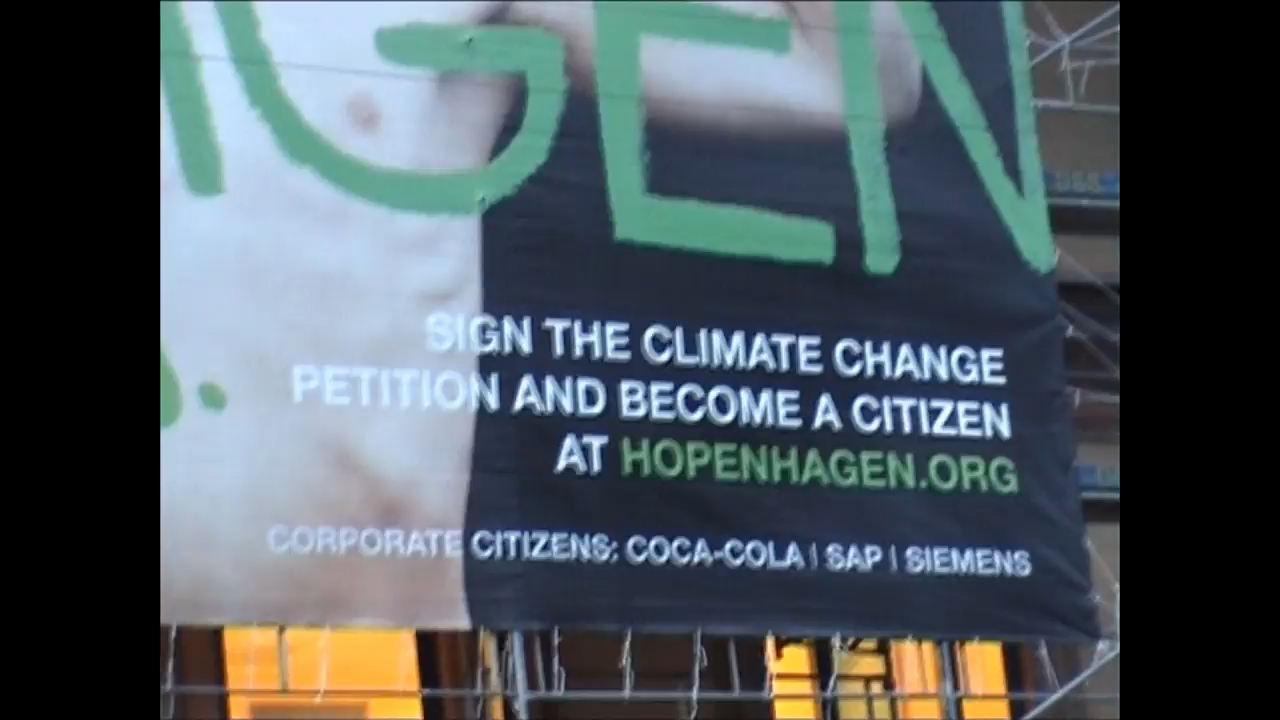 GEN
SIGN THE CLIMATE CHANGE
PETITION AND BECOME A CITIZEN
AT HOPENHAGEN.ORG
CORPORATE CITIZENS: COCA-COLA | SAP | SIEMENS